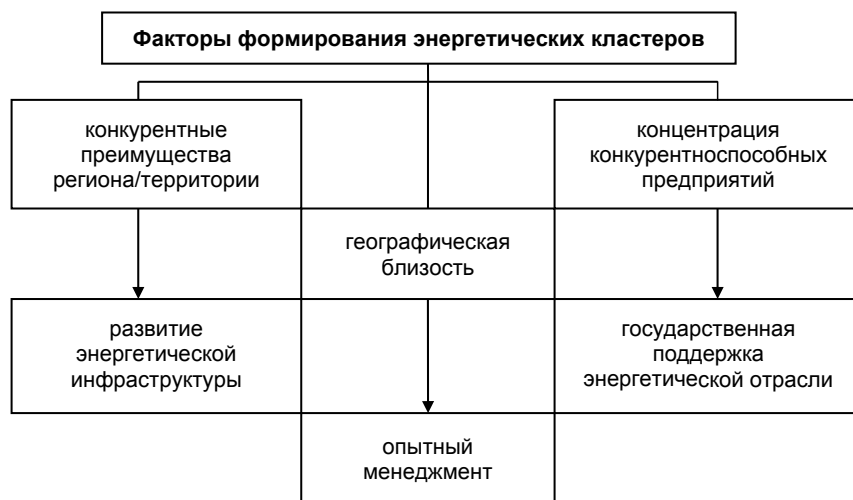 Факторы формирования энергетических кластеров
конкурентные
преимущества
региона/территории
концентрация
конкурентноспособных
предприятий
географическая
близость
развитие
энергетической
инфраструктуры
государственная
поддержка
энергетической отрасли
опытный
менеджмент